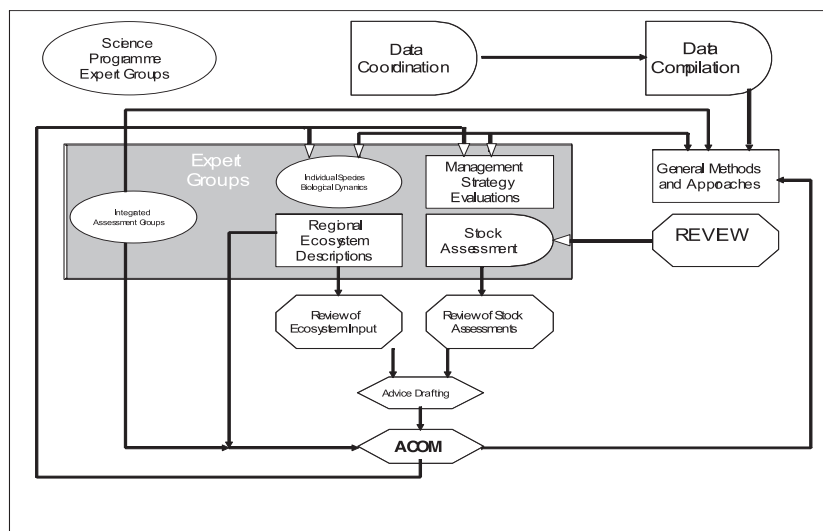 Science
Programme
Expert Groups
Data
Coordination
Data
Compilation
Expert
Groups
Individual Species
Biological Dynamics
Management
Strategy
Evaluations
General Methods
and Approaches
Integrated
Assessment Groups
Regional
Ecosystem
Descriptions
Stock
Assessment
REVIEW
Review of
Ecosystem Input
Review of Stock
Assessments
Advice Drafting
ACOM